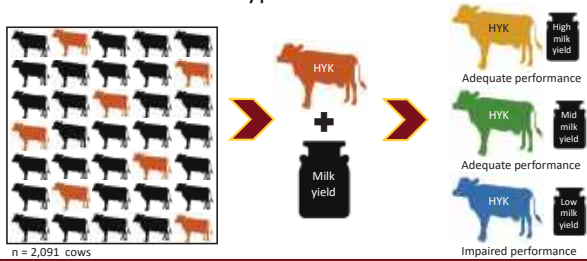 HYK
Milk
yield
HYK
High
milk
yield
Adequate performance
HYK
Mid
milk
yield
Adequate performance
HYK
Low
milk
yield
Impaired performance
n = 2,091 cows